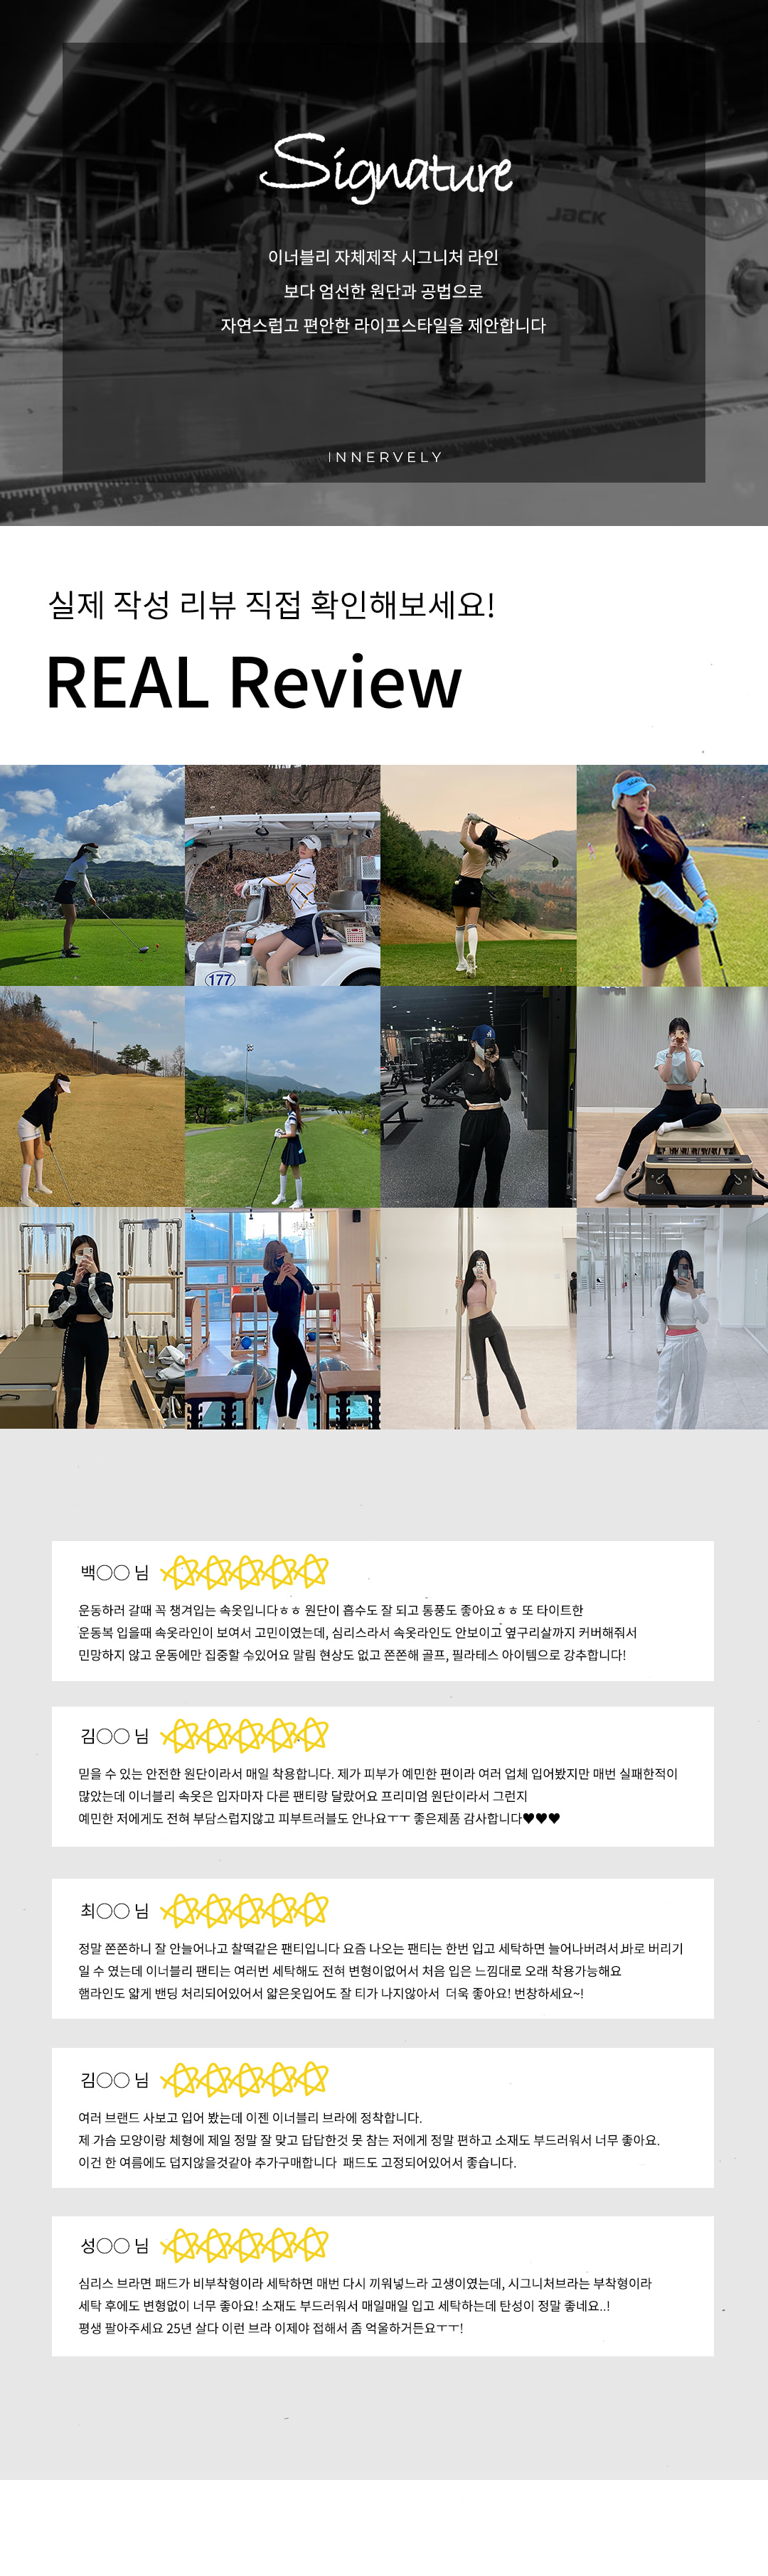 Signature
JACK
이너블리 자체제작 시그니처 라인
보다 엄선한 원단과 공법으로
자연스럽고 편안한 라이프스타일을 제안합니다
INNERVELY
실제 작성 리뷰 직접 확인해보세요!
REAL Review
177
백○○ 님
운동하러 갈때 꼭 챙겨입는 속옷입니다ㅎㅎ 원단이 흡수도 잘 되고 통풍도 좋아요ㅎㅎ 또 타이트한
운동복 입을때 속옷라인이 보여서 고민이였는데, 심리스라서 속옷라인도 안보이고 옆구리살까지 커버해줘서
민망하지 않고 운동에만 집중할 수있어요 말림 현상도 없고 쫀쫀해 골프, 필라테스 아이템으로 강추합니다!
김○○ 님
믿을 수 있는 안전한 원단이라서 매일 착용합니다. 제가 피부가 예민한 편이라 여러 업체 입어봤지만 매번 실패한적이
많았는데 이너블리 속옷은 입자마자 다른 팬티랑 달랐어요 프리미엄 원단이라서 그런지
예민한 저에게도 전혀 부담스럽지않고 피부트러블도 안나요ㅜㅜ 좋은제품 감사합니다♥♥♥
최○○ 님
정말 쫀쫀하니 잘 안늘어나고 찰떡같은 팬티입니다 요즘 나오는 팬티는 한번 입고 세탁하면 늘어나버려서 바로 버리기
일 수 였는데 이너블리 팬티는 여러번 세탁해도 전혀 변형이없어서 처음 입은 느낌대로 오래 착용가능해요
햄라인도 얇게 밴딩 처리되어있어서 얇은옷입어도 잘 티가 나지않아서 더욱 좋아요! 번창하세요~!
김○○ 님
여러 브랜드 사보고 입어 봤는데 이젠 이너블리 브라에 정착합니다.
제 가슴 모양이랑 체형에 제일 정말 잘 맞고 답답한것 못 참는 저에게 정말 편하고 소재도 부드러워서 너무 좋아요.
이건 한 여름에도 덥지않을것같아 추가구매합니다 패드도 고정되어있어서 좋습니다.
성○○ 님
심리스 브라면 패드가 비부착형이라 세탁하면 매번 다시 끼워넣느라 고생이였는데, 시그니처브라는 부착형이라
세탁 후에도 변형없이 너무 좋아요! 소재도 부드러워서 매일매일 입고 세탁하는데 탄성이 정말 좋네요..!
평생 팔아주세요 25년 살다 이런 브라 이제야 접해서 좀 억울하거든요ㅜㅜ!